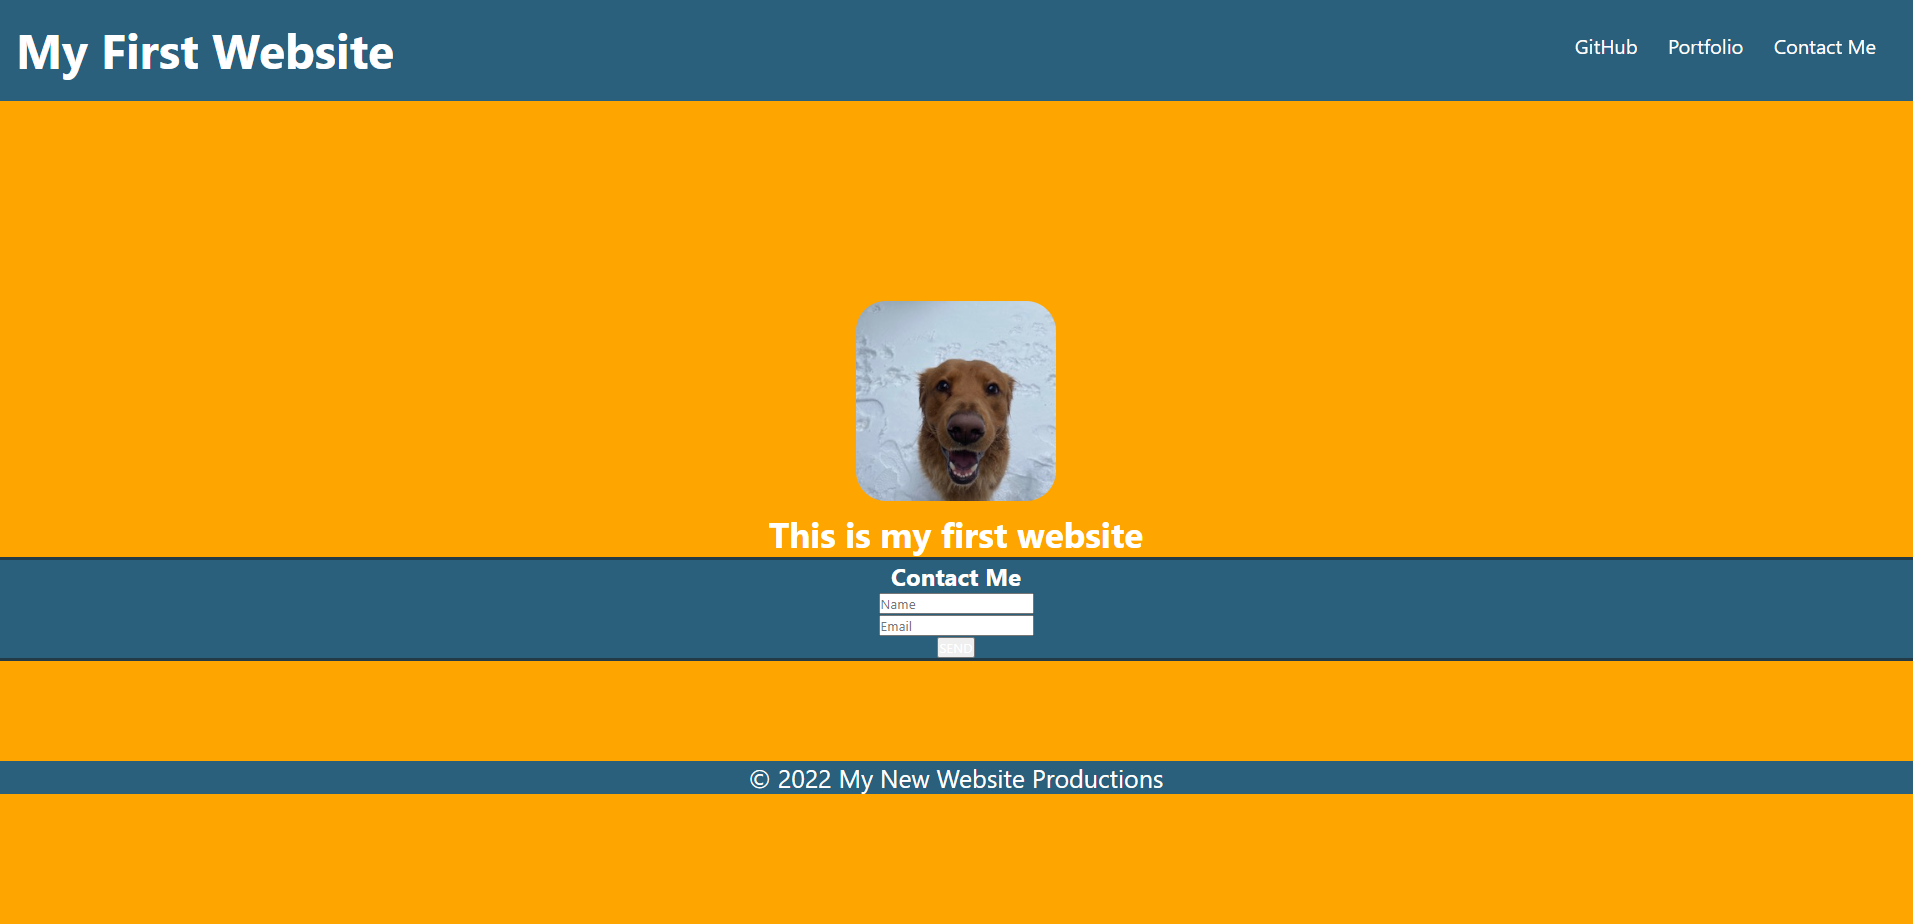 My First Website
GitHub Portfolio Contact Me
This is my first website
Contact Me
Name
Email
SEND
© 2022 My New Website Productions